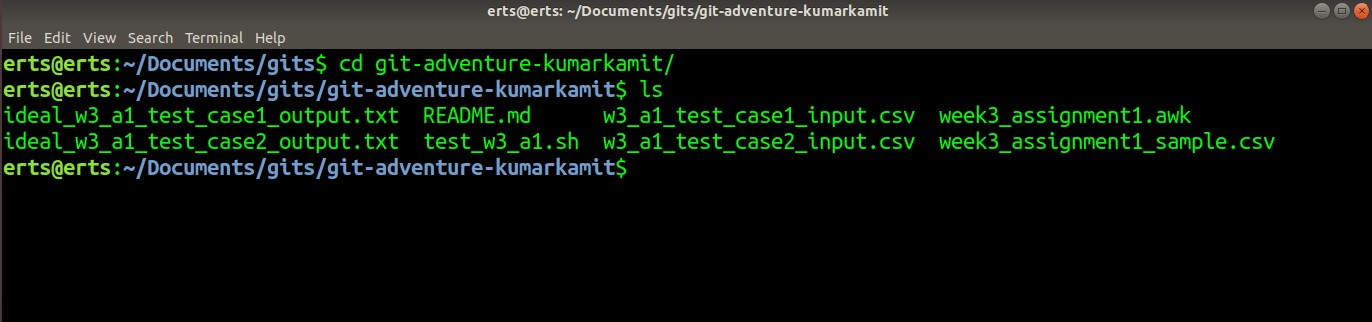 erts@erts: ~/Documents/gits/git-adventure-kumarkamit
File Edit View Search Terminal Help
erts@erts:~/Documents/gits$ cd git-adventure-kumarkamit/
erts@erts:~/Documents/gits/git-adventure-kumarkamit$ ls
ideal_w3_a1_test_case1_output.txt  README.md      w3_a1_test_case1_input.csv  week3_assignment1.awk
ideal_w3_a1_test_case2_output.txt  test_w3_a1.sh  w3_a1_test_case2_input.csv  week3_assignment1_sample.csv
erts@erts:~/Documents/gits/git-adventure-kumarkamit$